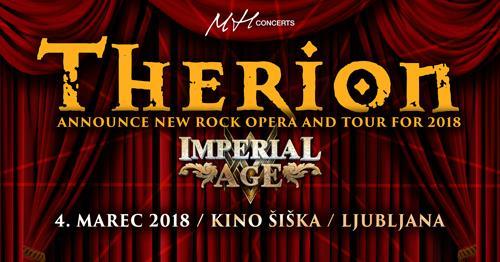 MH CONCERTS
THERION
ANNOUNCE NEW ROCK OPERA AND TOUR FOR 2018
IMPERIAL
AGE
4. MAREC 2018 / KINO ŠIŠKA / LJUBLJANA